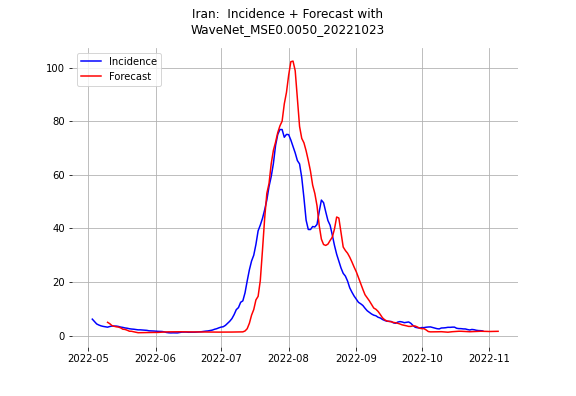 Iran:  Incidence + Forecast with
WaveNet_MSE0.0050_20221023
Incidence
Forecast
100
80
60
40
20
0
2022-05 2022-06 2022-07 2022-08 2022-09 2022-10 2022-11